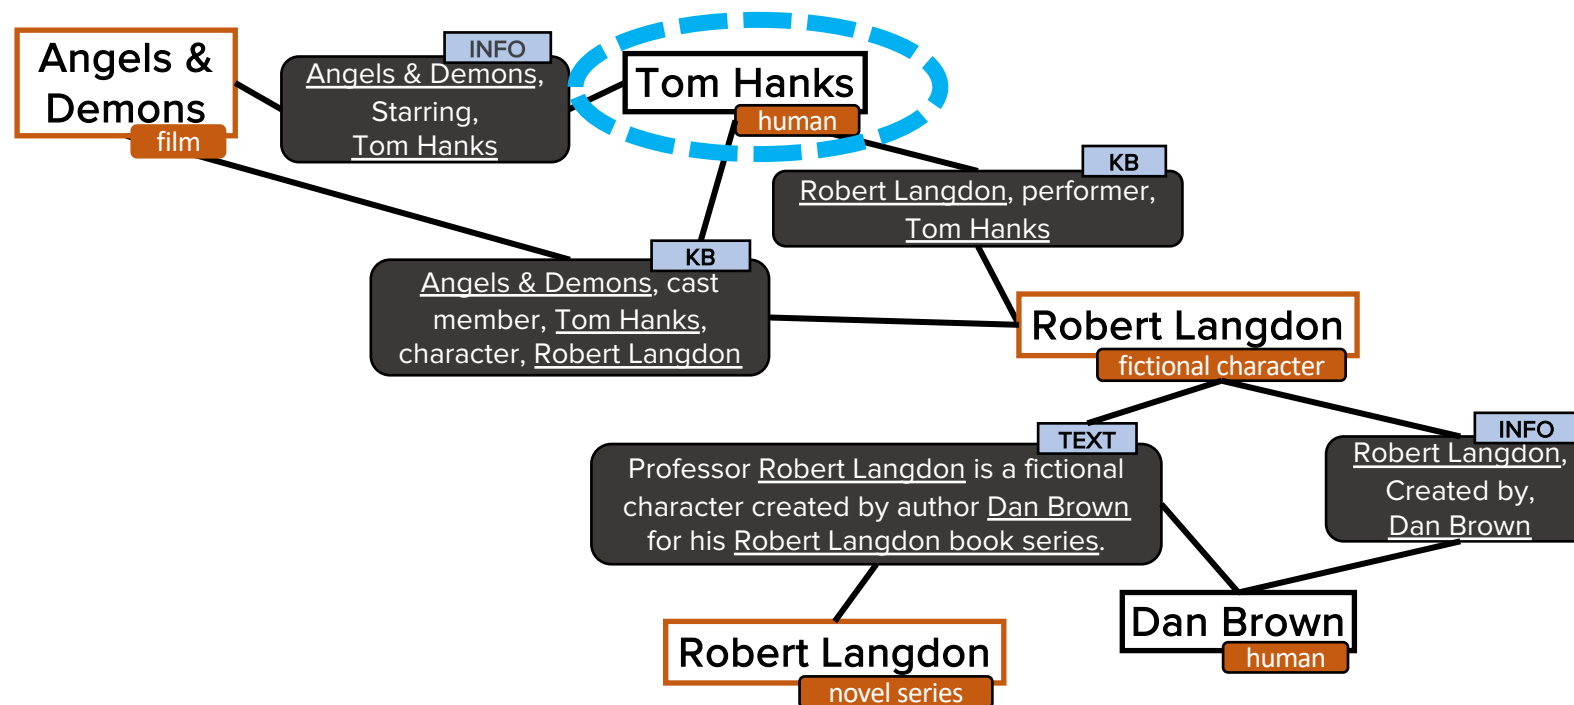 Angels &
Demons
film
INFO
Angels & Demons,
Starring,
Tom Hanks
Tom Hanks
human
KB
Robert Langdon, performer,
Tom Hanks
KB
Angels & Demons, cast
member, Tom Hanks,
character, Robert Langdon
Robert Langdon
fictional character
TEXT
Professor Robert Langdon is a fictional
character created by author Dan Brown
for his Robert Langdon book series.
INFO
Robert Langdon,
Created by,
Dan Brown
Robert Langdon
novel series
Dan Brown
human